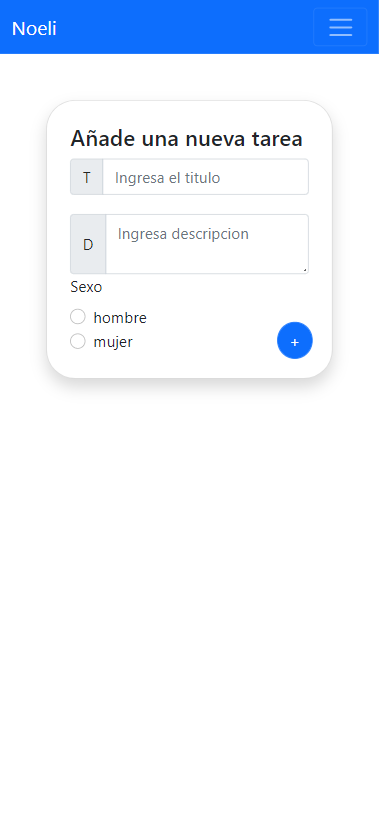 Noeli
Añade una nueva tarea
T Ingresa el titulo
D Ingresa descripcion
Sexo
hombre
mujer
+